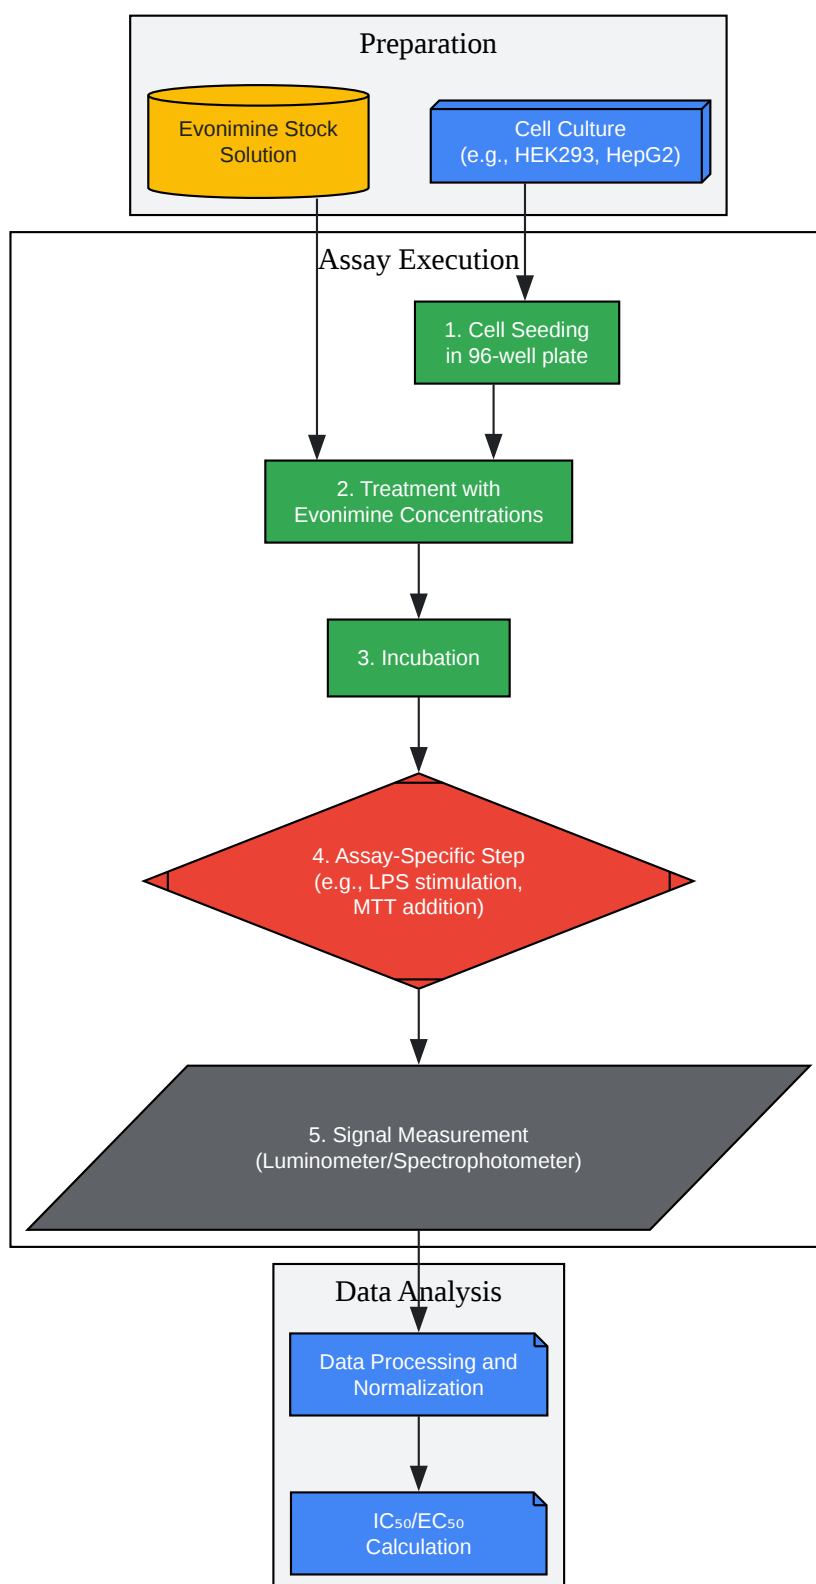 Preparation
Evonimine Stock
Solution
Cell Culture
(e.g., HEK293, HepG2)
Assay Execution
1. Cell Seeding
in 96-well plate
2. Treatment with
Evonimine Concentrations
3. Incubation
4. Assay-Specific Step
(e.g., LPS stimulation,
MTT addition)
5. Signal Measurement
(Luminometer/Spectrophotometer)
Data Analysis
Data Processing and
Normalization
IC₅₀/EC₅₀
Calculation